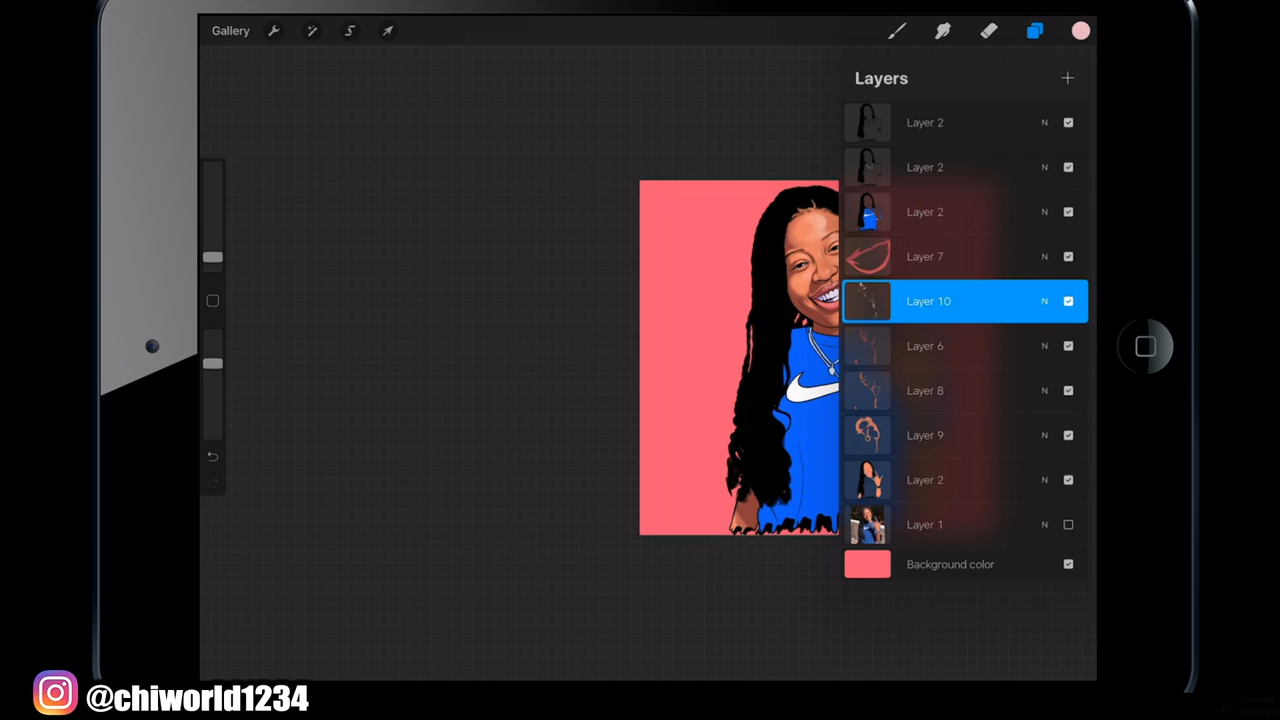 Gallery
Layers
Layer 2 N
Layer 2 N
Layer 2 N
Layer 7 N
Layer 10 N
Layer 6 N
Layer 8 N
Layer 9 N
Layer 2 N
Layer 1 N
Background color
@chiworld1234